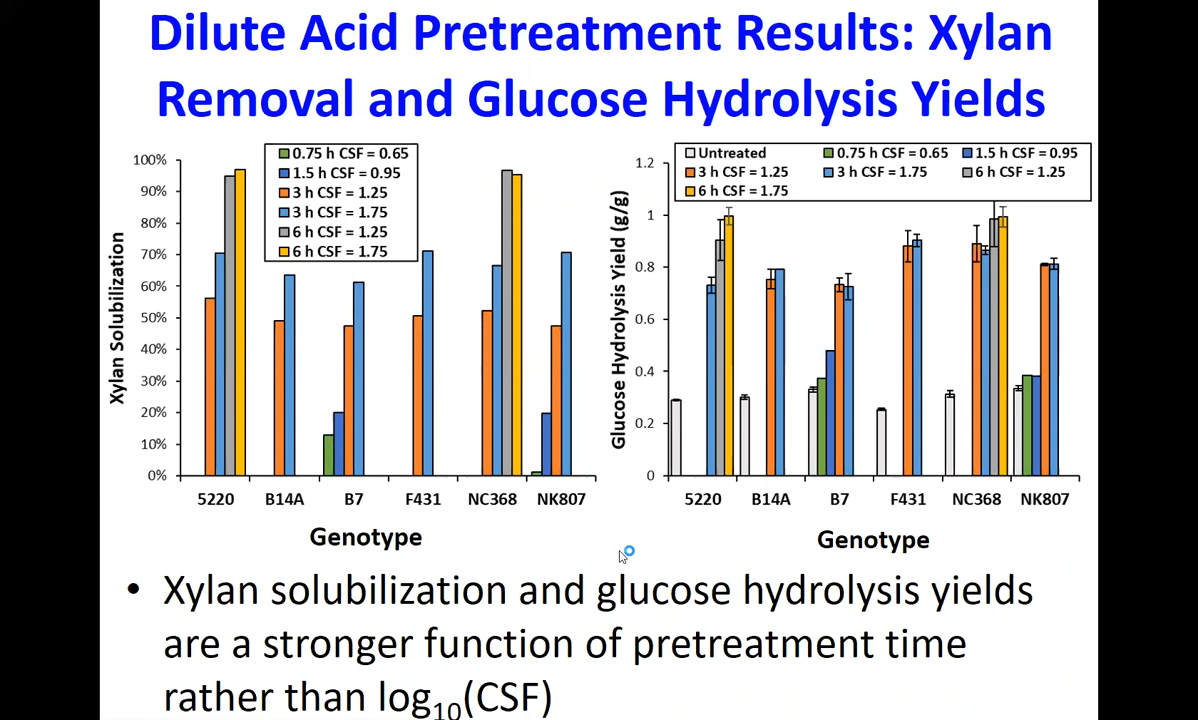 Dilute Acid Pretreatment Results: Xylan
Removal and Glucose Hydrolysis Yields
0.75 h CSF = 0.65
1.5 h CSF = 0.95
3 h CSF = 1.25
3 h CSF = 1.75
6 h CSF = 1.25
6 h CSF = 1.75
Xylan Solubilization
100%
90%
80%
70%
60%
50%
40%
30%
20%
10%
0%
5220 B14A B7 F431 NC368 NK807
Genotype
Untreated 0.75 h CSF = 0.65 1.5 h CSF = 0.95
3 h CSF = 1.25 3 h CSF = 1.75 6 h CSF = 1.25
6 h CSF = 1.75
Glucose Hydrolysis Yield (g/g)
1.2
1
0.8
0.6
0.4
0.2
0
5220 B14A B7 F431 NC368 NK807
Genotype
• Xylan solubilization and glucose hydrolysis yields
are a stronger function of pretreatment time
rather than log10(CSF)